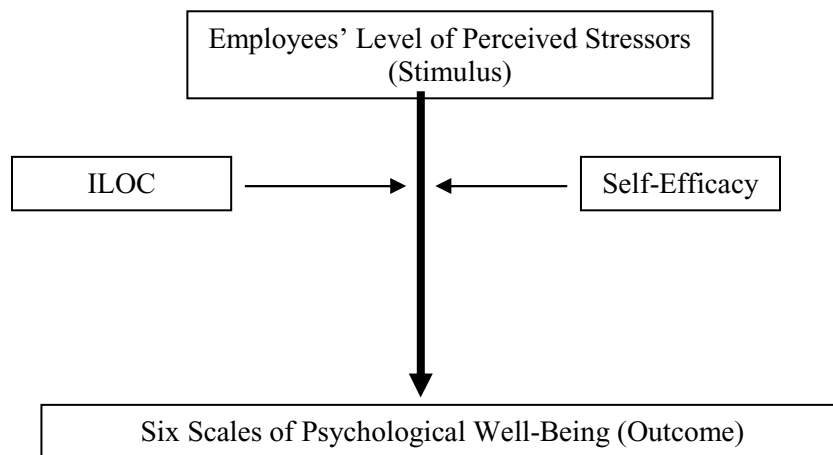 Employees’ Level of Perceived Stressors
(Stimulus)
ILOC
Self-Efficacy
Six Scales of Psychological Well-Being (Outcome)